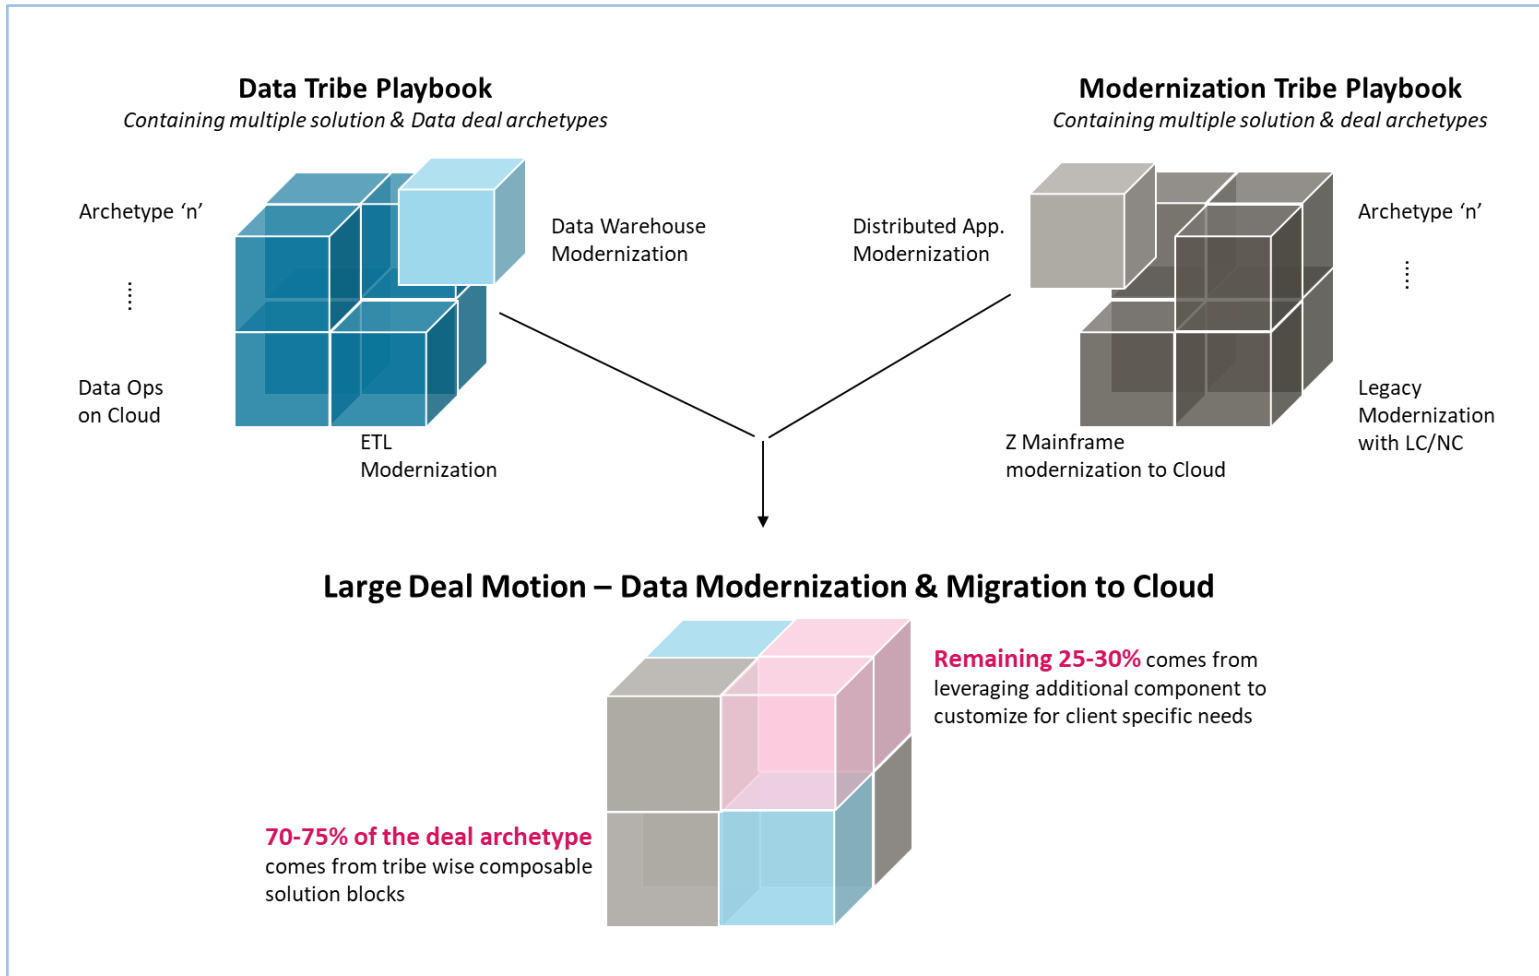 Data Tribe Playbook
Containing multiple solution & Data deal archetypes
Archetype ‘n’
Data Warehouse
Modernization
Data Ops
on Cloud
ETL
Modernization
Modernization Tribe Playbook
Containing multiple solution & deal archetypes
Distributed App.
Modernization
Archetype ‘n’
Z Mainframe
modernization to Cloud
Legacy
Modernization
with LC/NC
Large Deal Motion – Data Modernization & Migration to Cloud
Remaining 25-30% comes from
leveraging additional component to
customize for client specific needs
70-75% of the deal archetype
comes from tribe wise composable
solution blocks